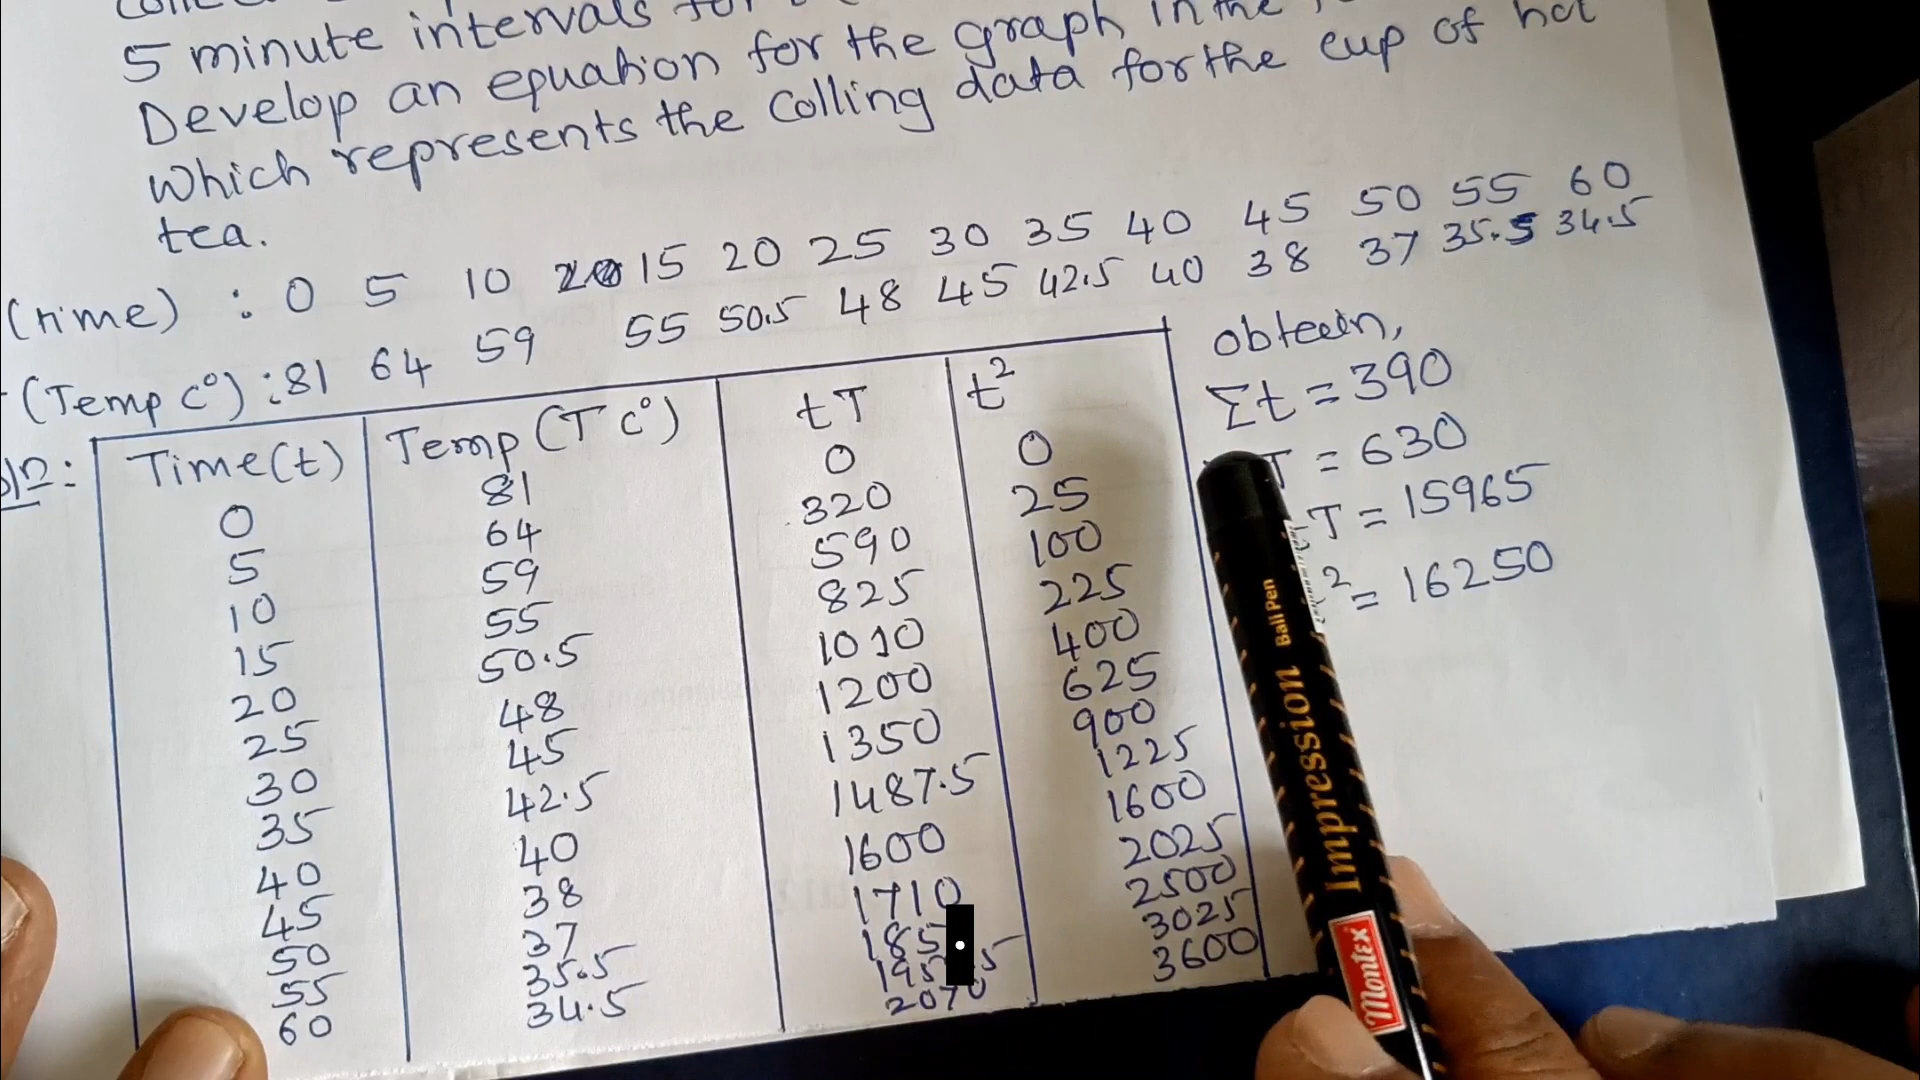 5 minute intervals for
Develop an equation for the graph in the
Which represents the Colling data for the cup of hot
tea.
(time) : 0 5 10 15 20 25 30 35 40 45 50 55 60
(Temp c°) : 81 64 59 55 50.5 48 45 42.5 40 38 37 35.5 34.5
Time(t) Temp (T c°) tT t²
0 81 0 0
5 64 320 25
10 59 590 100
15 55 825 225
20 50.5 1010 400
25 48 1200 625
30 45 1350 900
35 42.5 1487.5 1225
40 40 1600 1600
45 38 1710 2025
50 37 185 2500
55 35.5 3025
60 34.5 2070 3600
obtain,
Σt = 390
T = 630
T = 15965
² = 16250
Impression Ball Pen
Montex